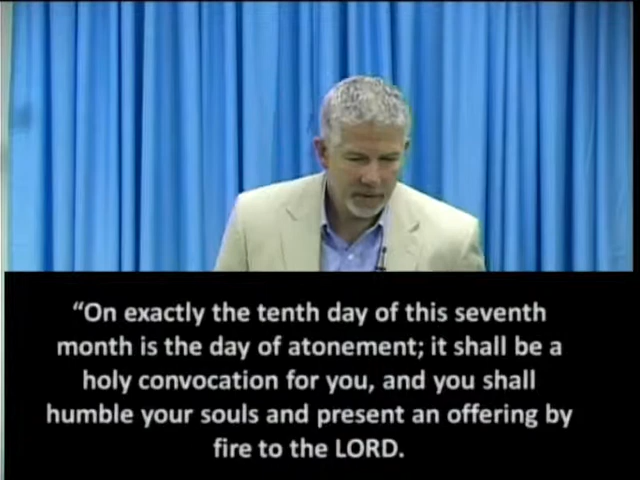 “On exactly the tenth day of this seventh
month is the day of atonement; it shall be a
holy convocation for you, and you shall
humble your souls and present an offering by
fire to the LORD.